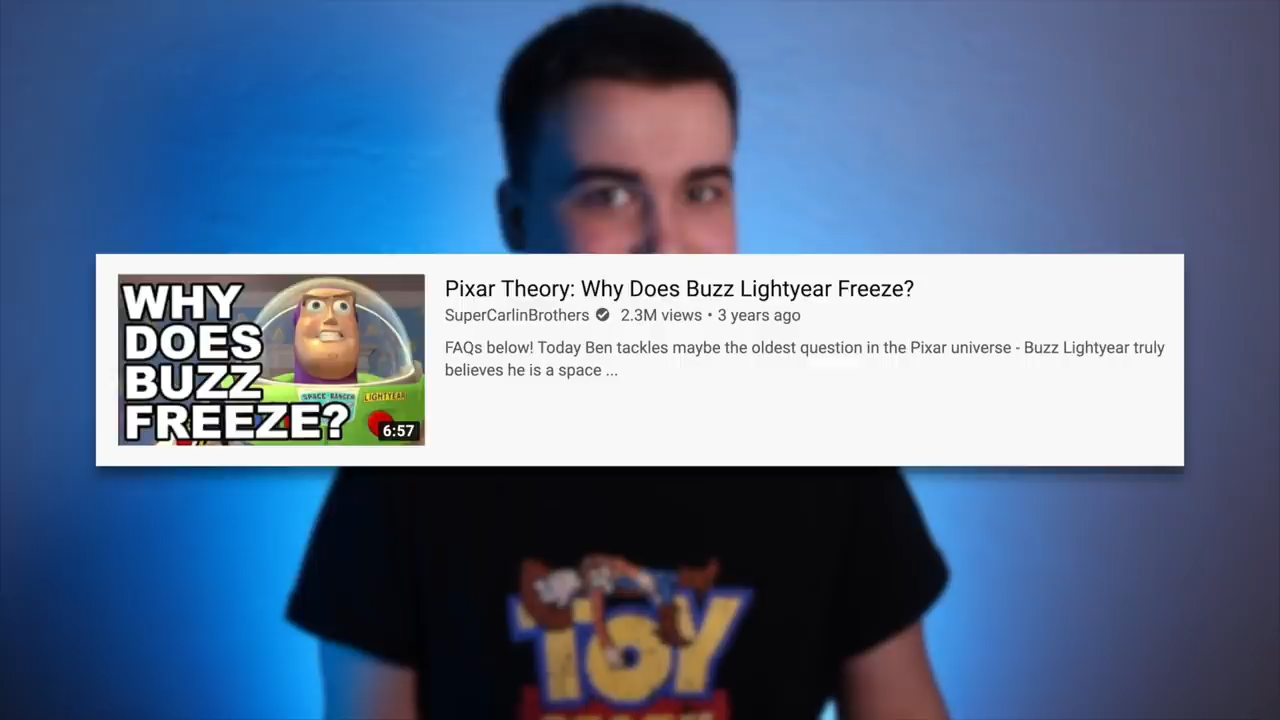 WHY
DOES
BUZZ
FREEZE?
SPACE RANGER
LIGHTYEAR
6:57
Pixar Theory: Why Does Buzz Lightyear Freeze?
SuperCarlinBrothers 2.3M views • 3 years ago
FAQs below! Today Ben tackles maybe the oldest question in the Pixar universe - Buzz Lightyear truly
believes he is a space ...
TOY